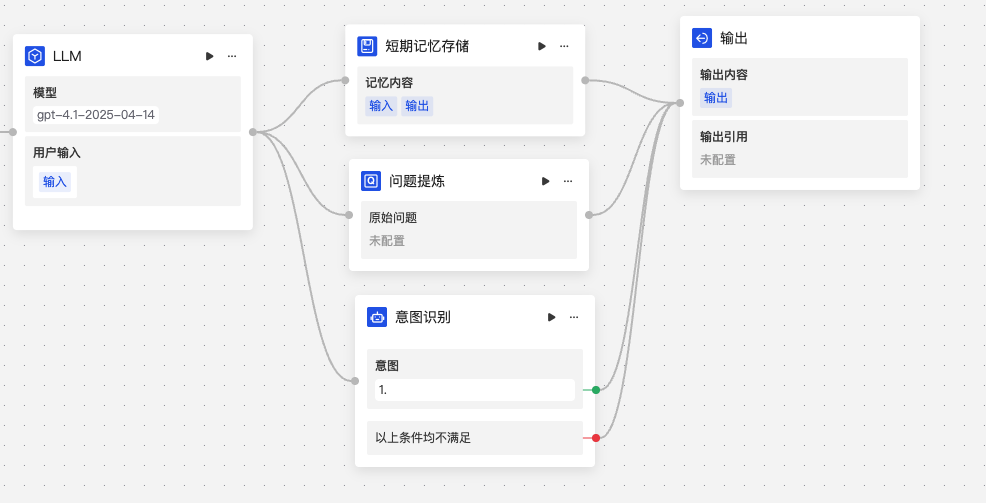 LLM
模型
gpt-4.1-2025-04-14
用户输入
输入
短期记忆存储
记忆内容
输入 输出
问题提炼
原始问题
未配置
意图识别
意图
1.
以上条件均不满足
输出
输出内容
输出
输出引用
未配置